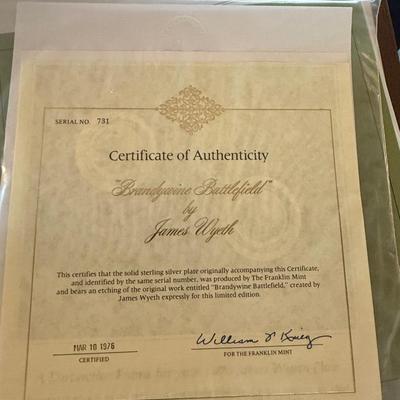 SERIAL NO. 731
Certificate of Authenticity
"Brandywine Battlefield"
by
James Wyeth
This certifies that the solid sterling silver plate originally accompanying this Certificate,
and identified by the same serial number, was produced by The Franklin Mint
and bears an etching of the original work entitled "Brandywine Battlefield," created by
James Wyeth expressly for this limited edition.
MAR 10 1976
CERTIFIED
FOR THE FRANKLIN MINT